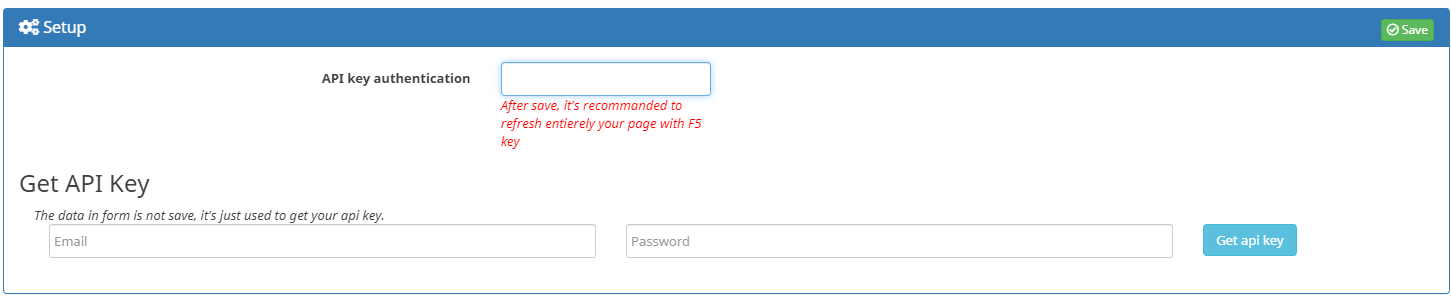 Setup
Save
API key authentication
After save, it's recommanded to
refresh entierely your page with F5
key
Get API Key
The data in form is not save, it's just used to get your api key.
Email
Password
Get api key